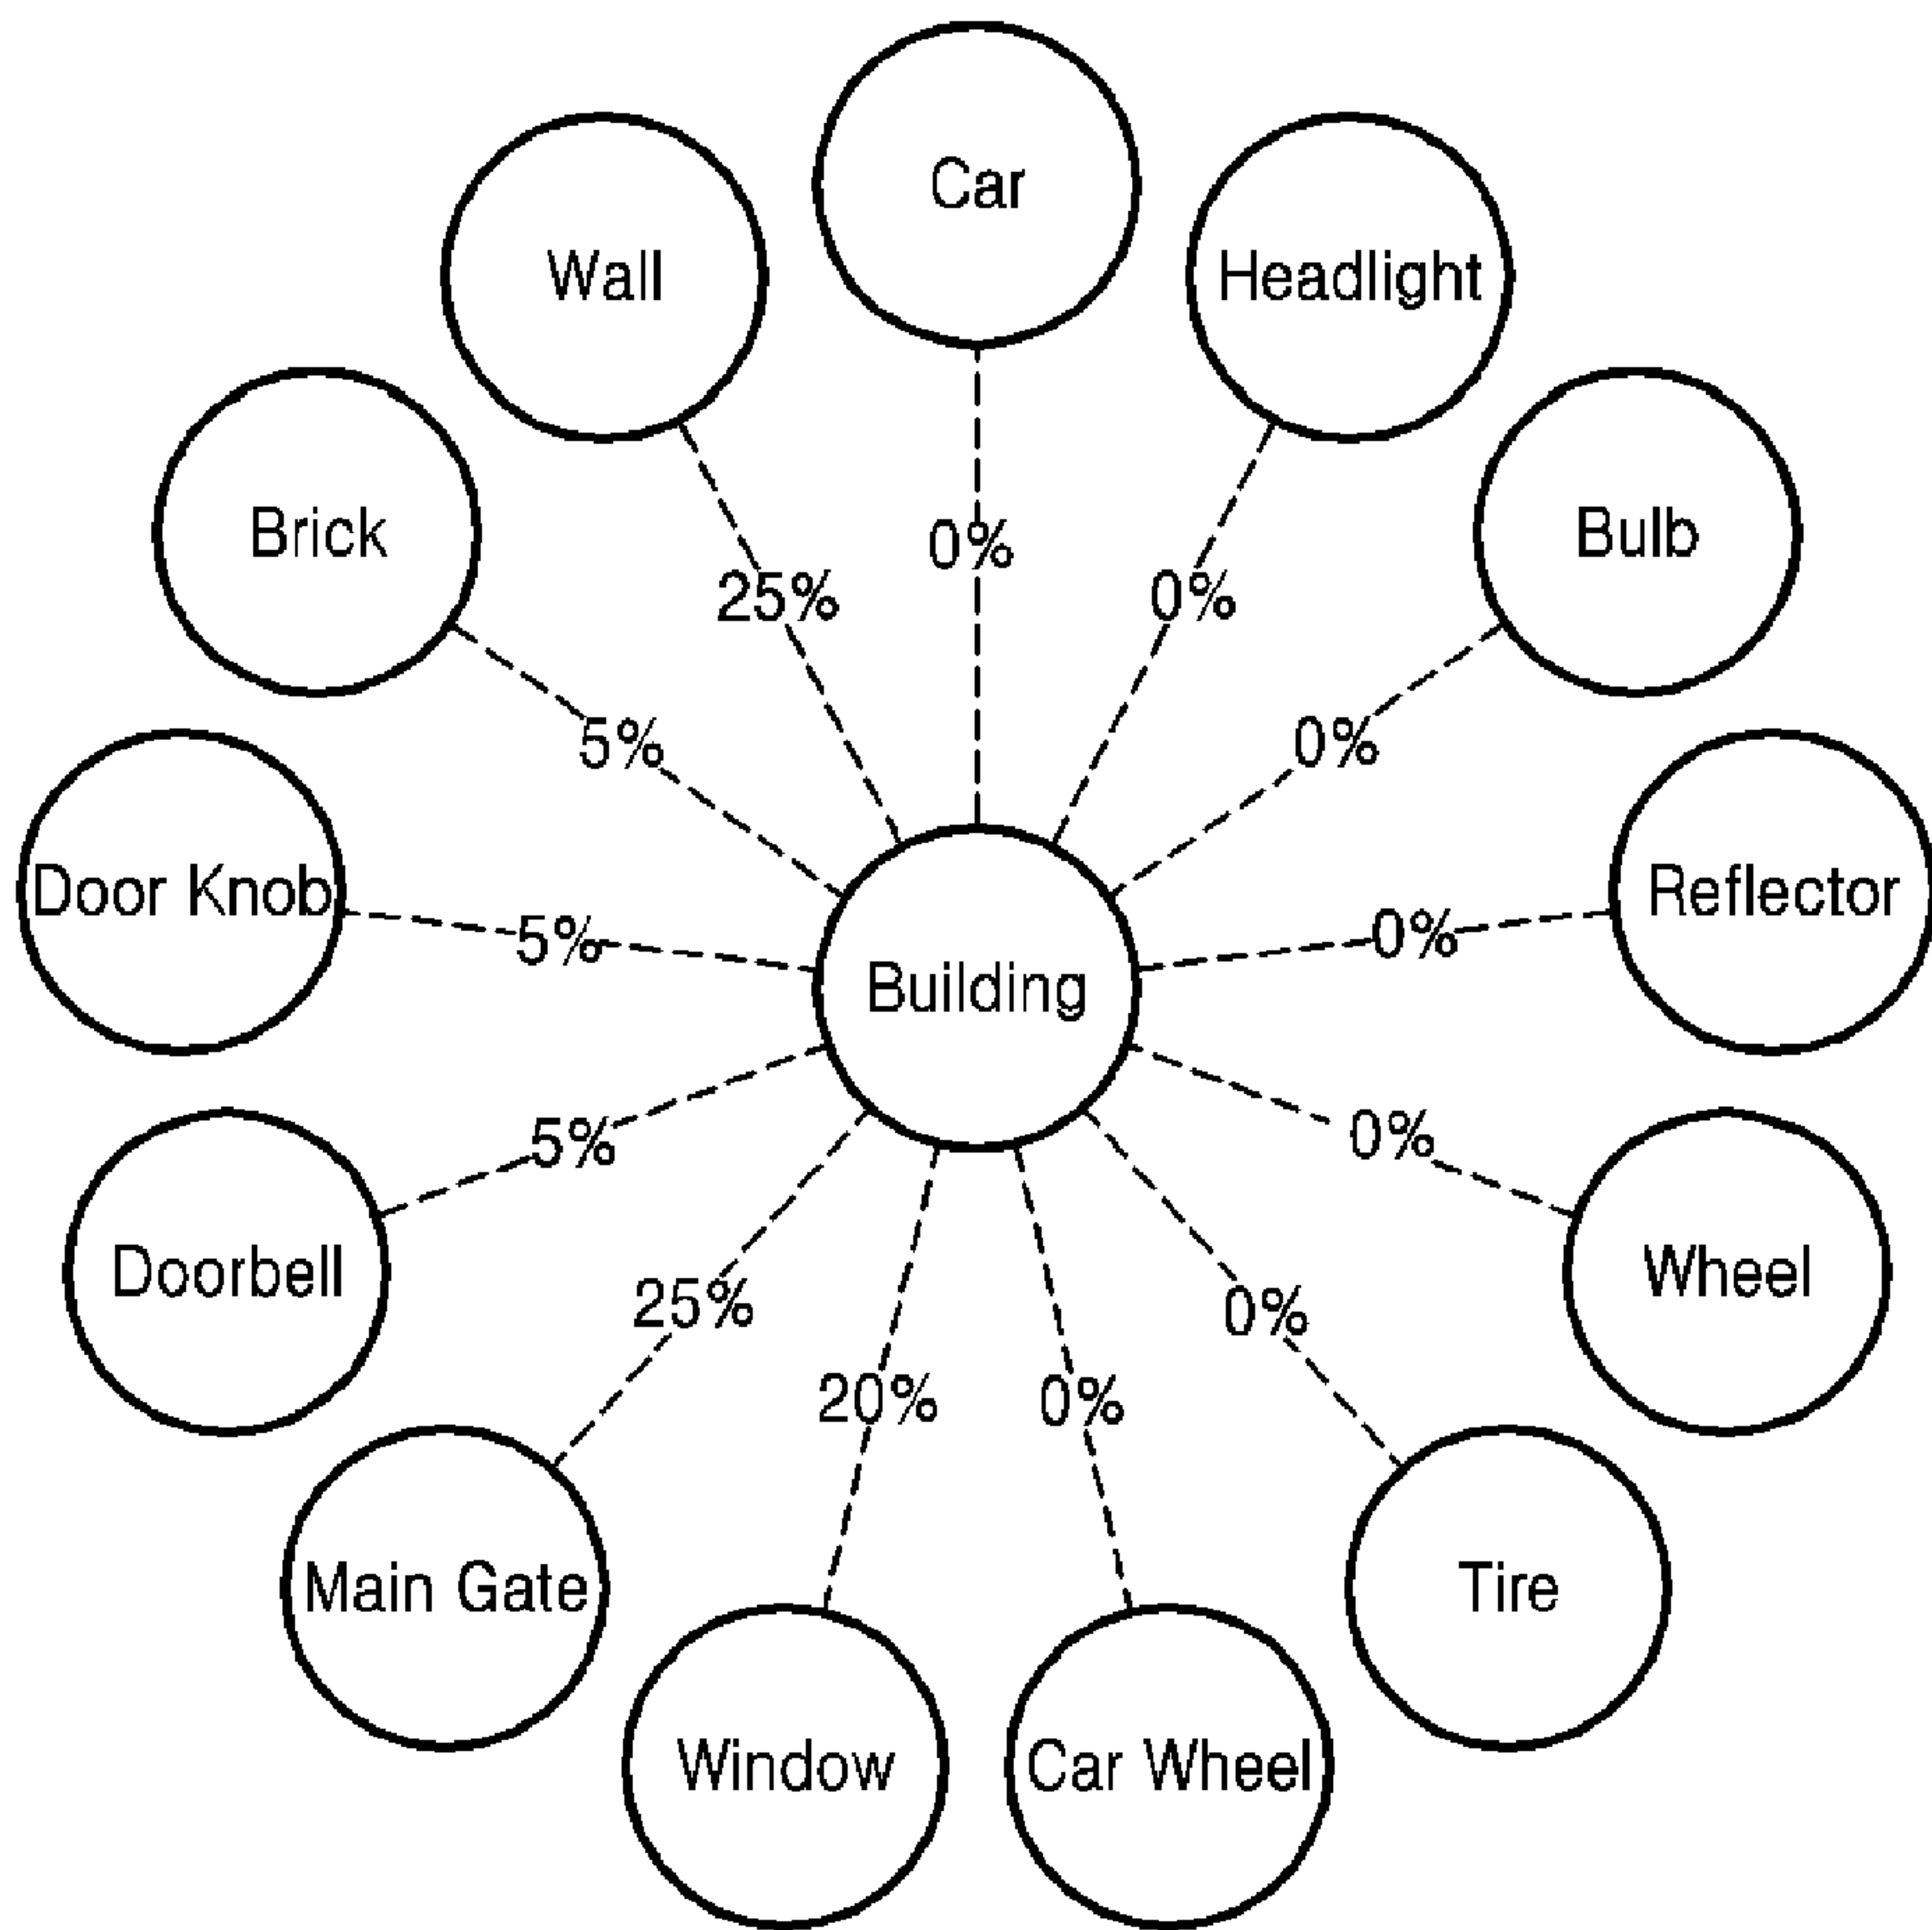 Car
Wall
Headlight
Brick
Bulb
0%
25%
0%
5%
0%
Door Knob
Reflector
5%
0%
Building
5%
0%
Doorbell
Wheel
25%
0%
20%
0%
Main Gate
Tire
Window
Car Wheel